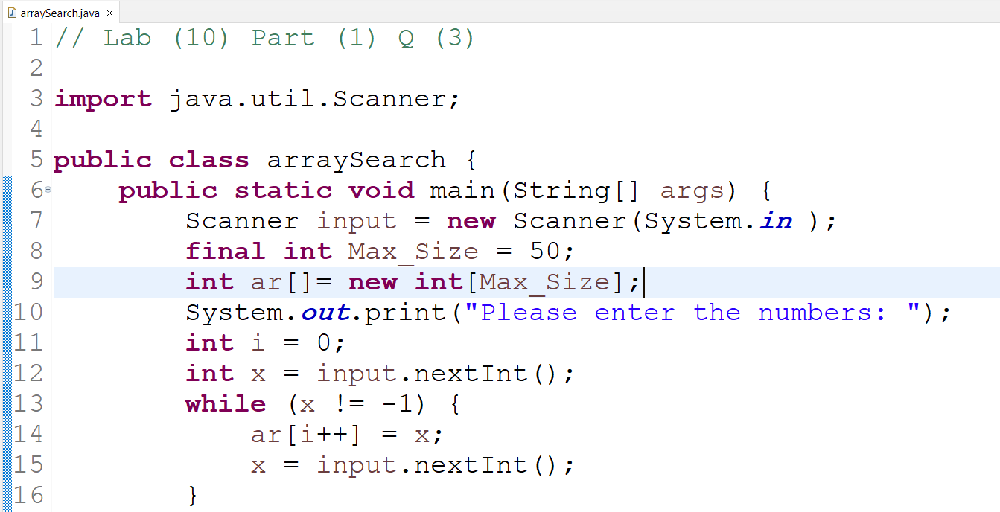 arraySearch.java
1 // Lab (10) Part (1) Q (3)
2
3 import java.util.Scanner;
4
5 public class arraySearch {
6     public static void main(String[] args) {
7         Scanner input = new Scanner(System.in );
8         final int Max_Size = 50;
9         int ar[]= new int[Max_Size];
10         System.out.print("Please enter the numbers: ");
11         int i = 0;
12         int x = input.nextInt();
13         while (x != -1) {
14             ar[i++] = x;
15             x = input.nextInt();
16         }